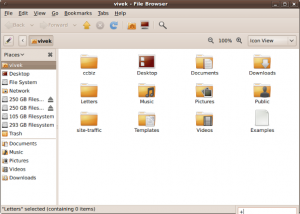 vivek - File Browser
File Edit View Go Bookmarks Tabs Help
Back Forward
vivek 100% Icon View
Places
vivek
Desktop
File System
Network
250 GB Files...
250 GB Files...
105 GB Filesystem
293 GB Filesystem
Trash
Documents
Music
Pictures
Videos
Downloads
Desktop Documents Downloads
Letters Music Pictures Public
site-traffic Templates Videos Examples
"Letters" selected (containing 0 items)